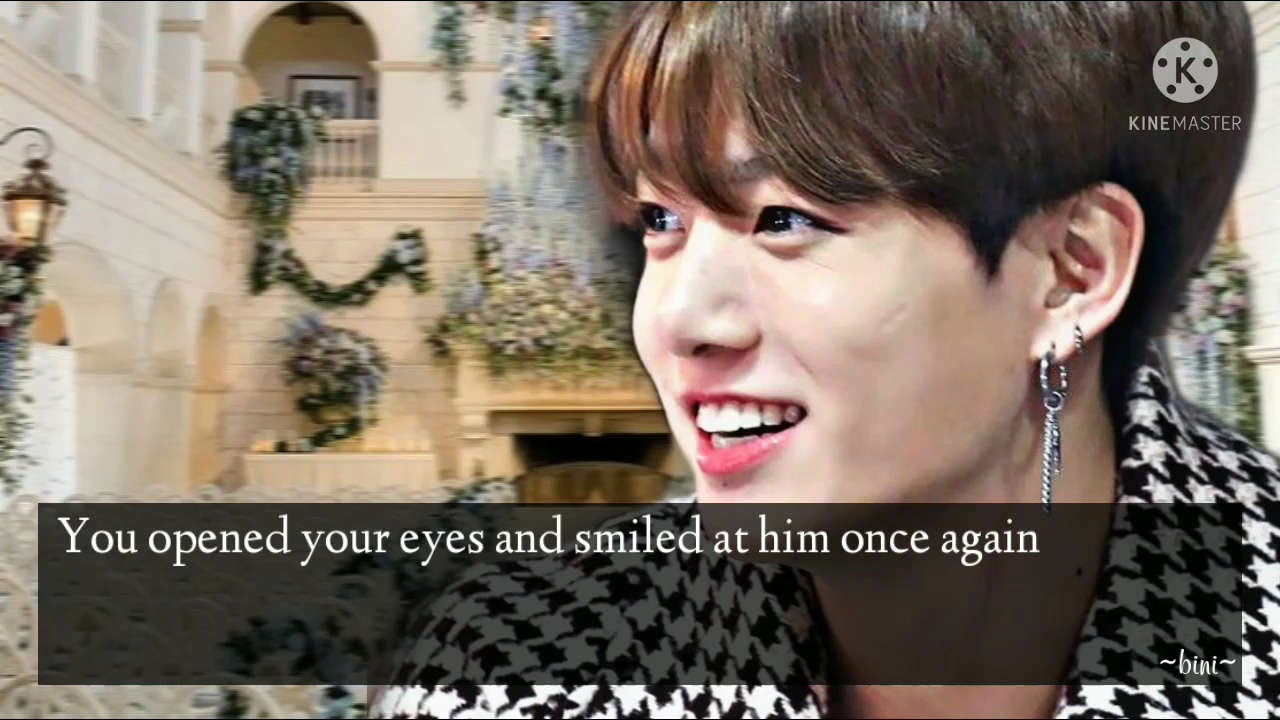 K
KINEMASTER
You opened your eyes and smiled at him once again
~bini~